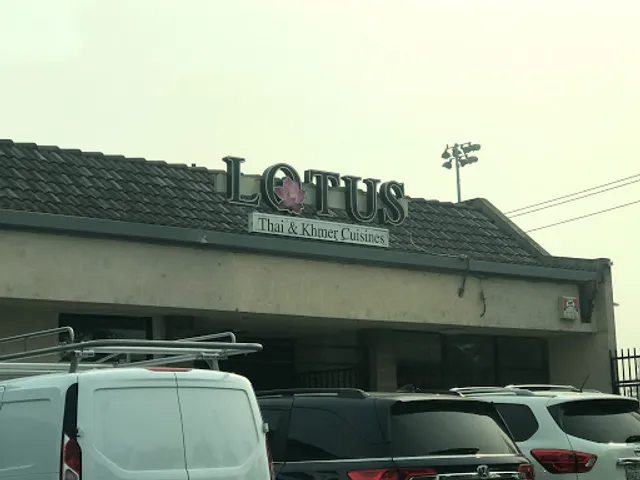 LOTUS
Thai & Khmer Cuisines